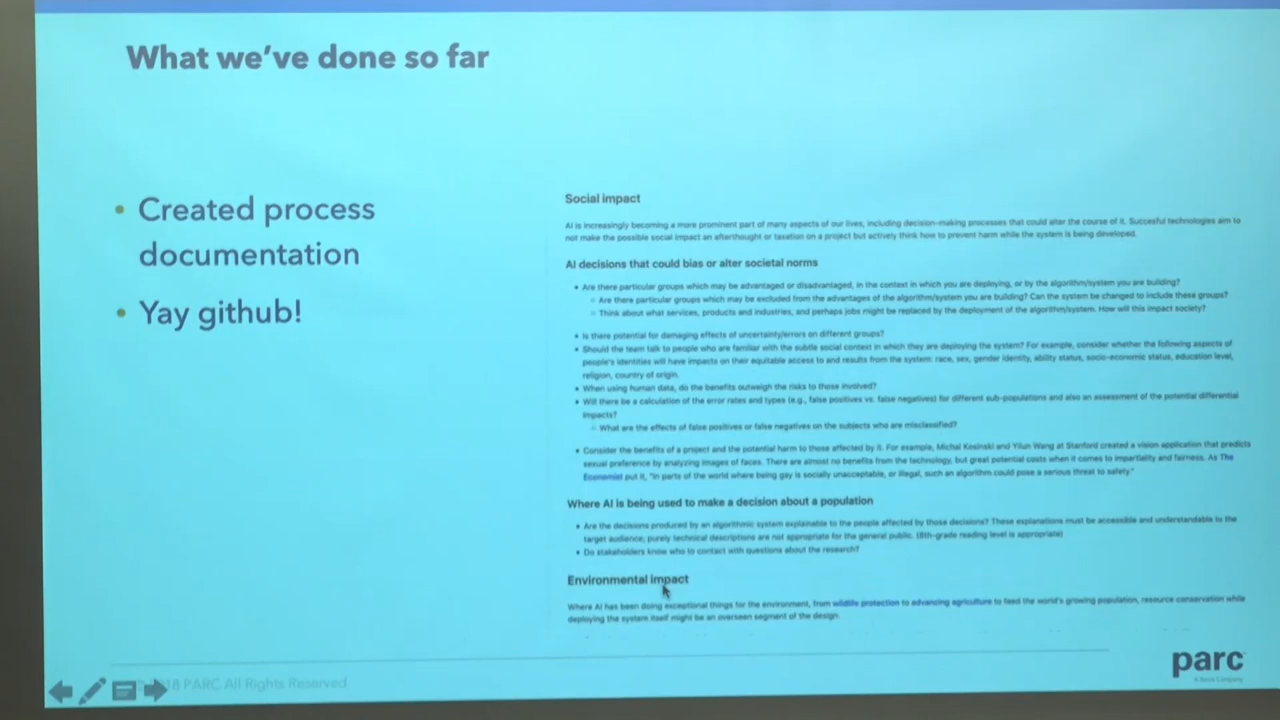 What we've done so far
• Created process
documentation
• Yay github!
Social impact
AI is increasingly becoming a more prominent part of many aspects of our lives, including decision-making processes that could alter the course of it. Succesful technologies aim to
not make the possible social impact an afterthought or taxation on a project but actively think how to prevent harm while the system is being developed.
AI decisions that could bias or alter societal norms
• Are there particular groups which may be advantaged or disadvantaged, in the context in which you are deploying, or by the algorithm/system you are building?
○ Are there particular groups which may be excluded from the advantages of the algorithm/system you are building? Can the system be changed to include these groups?
○ Think about what services, products and industries, and perhaps jobs might be replaced by the deployment of the algorithm/system. How will this impact society?
• Is there potential for damaging effects of uncertainty/errors on different groups?
• Should the team talk to people who are familiar with the subtle social context in which they are deploying the system? For example, consider whether the following aspects of
people's identities will have impacts on their equitable access to and results from the system: race, sex, gender identity, ability status, socio-economic status, education level,
religion, country of origin.
• When using human data, do the benefits outweigh the risks to those involved?
• Will there be a calculation of the error rates and types (e.g., false positives vs. false negatives) for different sub-populations and also an assessment of the potential differential
impacts?
○ What are the effects of false positives or false negatives on the subjects who are misclassified?
• Consider the benefits of a project and the potential harm to those affected by it. For example, Michal Kosinski and Yilun Wang at Stanford created a vision application that predicts
sexual preference by analyzing images of faces. There are almost no benefits from the technology, but great potential costs when it comes to impartiality and fairness. As The
Economist put it, "in parts of the world where being gay is socially unacceptable, or illegal, such an algorithm could pose a serious threat to safety."
Where AI is being used to make a decision about a population
• Are the decisions produced by an algorithmic system explainable to the people affected by those decisions? These explanations must be accessible and understandable to the
target audience; purely technical descriptions are not appropriate for the general public. (8th-grade reading level is appropriate)
• Do stakeholders know who to contact with questions about the research?
Environmental impact
Where AI has been doing exceptional things for the environment, from wildlife protection to advancing agriculture to feed the world's growing population, resource conservation while
deploying the system itself might be an overseen segment of the design.
PARC All Rights Reserved
parc
A Xerox Company